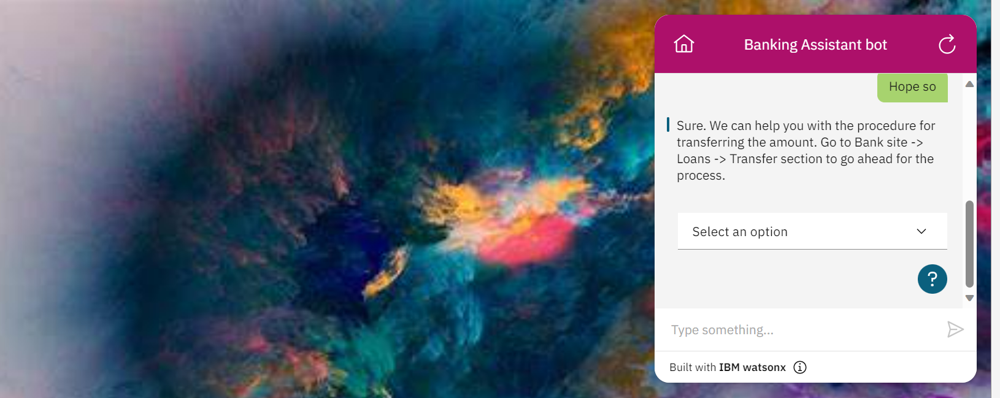 Banking Assistant bot
Hope so
Sure. We can help you with the procedure for
transferring the amount. Go to Bank site ->
Loans -> Transfer section to go ahead for the
process.
Select an option
?
Type something...
Built with IBM watsonx